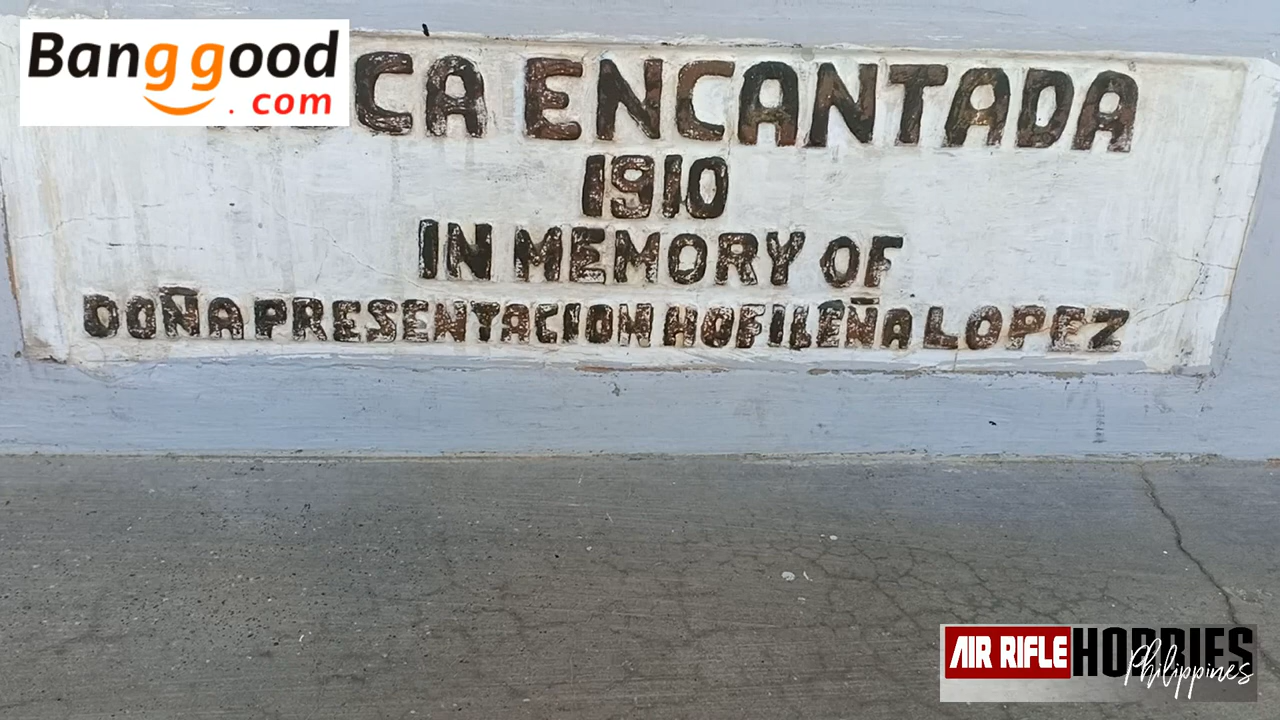 Banggood
.com
CA ENCANTADA
1910
IN MEMORY OF
DOÑA PRESENTACION HOFILEÑA LOPEZ
AIR RIFLE HOBBIES
Philippines